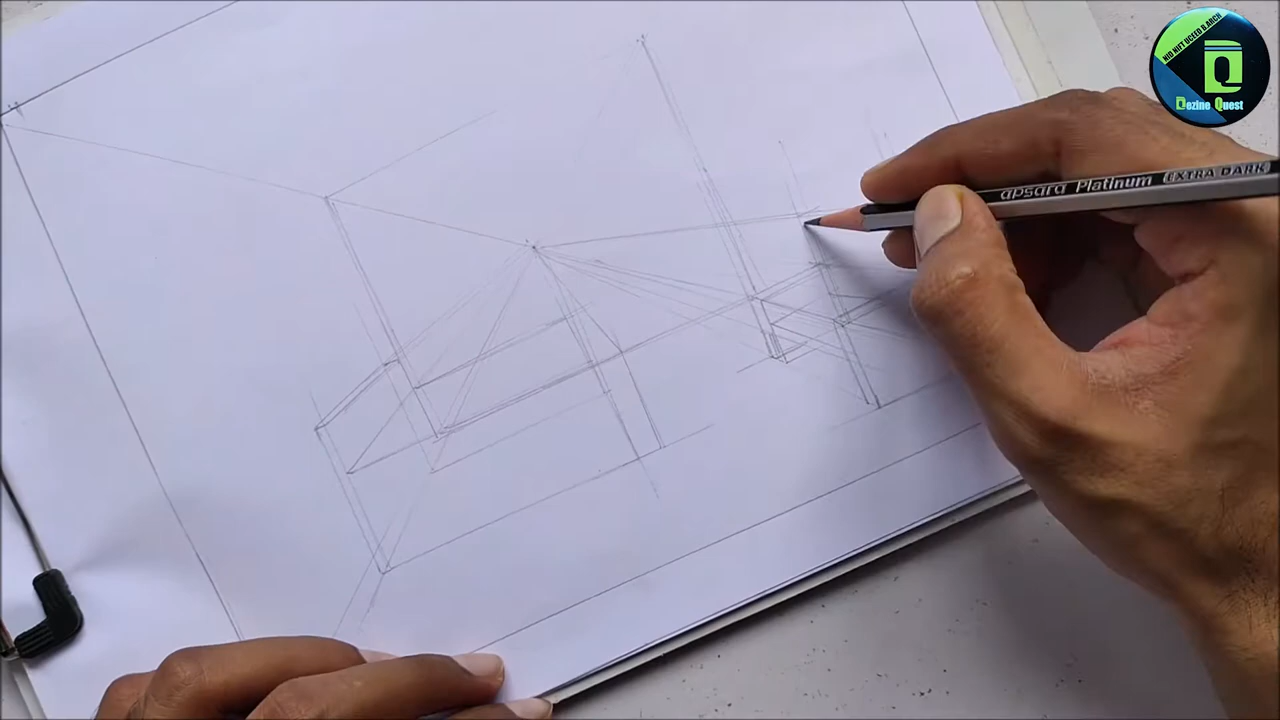 NID NIFT UCEED B.ARCH
Q
Dezine Quest
apsara Platinum EXTRA DARK